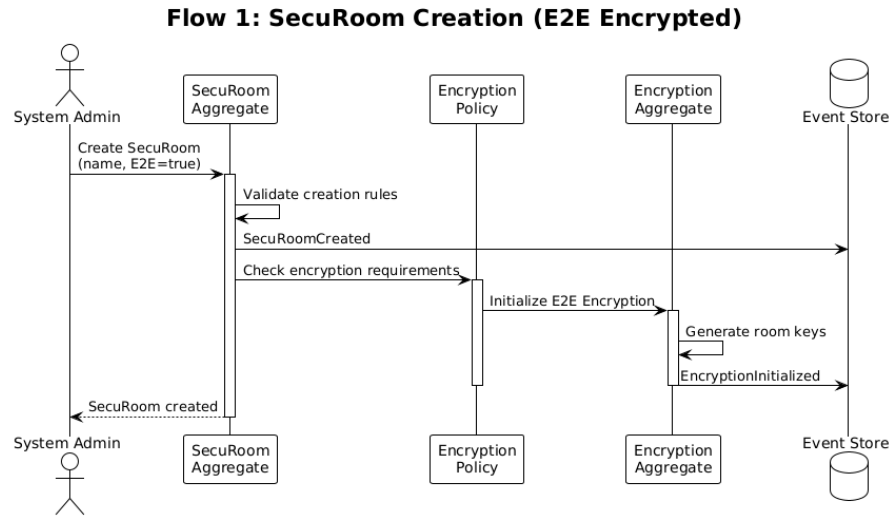 Flow 1: SecuRoom Creation (E2E Encrypted)
System Admin
SecuRoom
Aggregate
Encryption
Policy
Encryption
Aggregate
Event Store
Create SecuRoom
(name, E2E=true)
Validate creation rules
SecuRoomCreated
Check encryption requirements
Initialize E2E Encryption
Generate room keys
EncryptionInitialized
SecuRoom created
System Admin
SecuRoom
Aggregate
Encryption
Policy
Encryption
Aggregate
Event Store